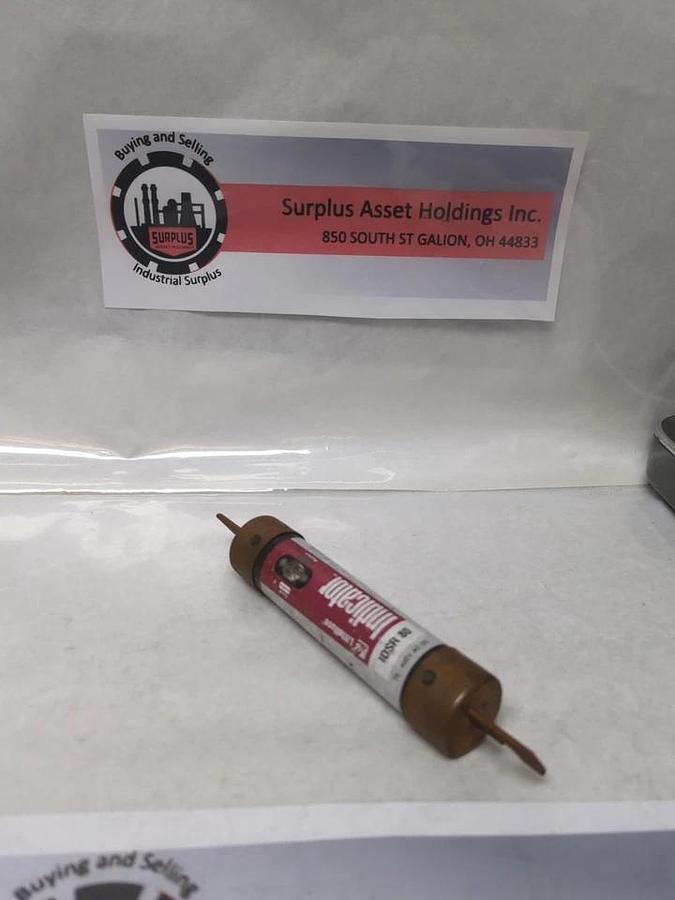 Buying and Selling
SURPLUS
Industrial Surplus
Surplus Asset Holdings Inc.
850 SOUTH ST GALION, OH 44833
Indicator
Littelfuse
IDSR 80
Buying and Selling